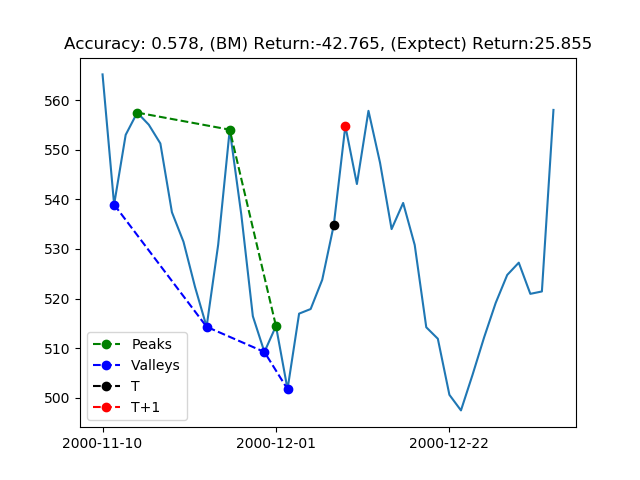 Accuracy: 0.578, (BM) Return:-42.765, (Exptect) Return:25.855
560
550
540
530
520
510
500
Peaks
Valleys
T
T+1
2000-11-10
2000-12-01
2000-12-22